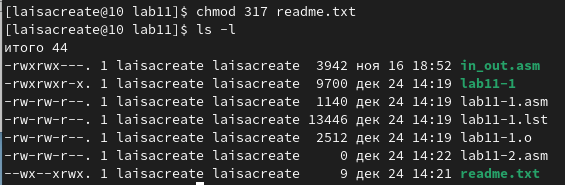 [laisacreate@10 lab11]$ chmod 317 readme.txt
[laisacreate@10 lab11]$ ls -l
итого 44
-rwxrwx---. 1 laisacreate laisacreate  3942 ноя 16 18:52 in_out.asm
-rwxrwxr-x. 1 laisacreate laisacreate  9700 дек 24 14:19 lab11-1
-rw-rw-r--. 1 laisacreate laisacreate  1140 дек 24 14:19 lab11-1.asm
-rw-rw-r--. 1 laisacreate laisacreate 13446 дек 24 14:19 lab11-1.lst
-rw-rw-r--. 1 laisacreate laisacreate  2512 дек 24 14:19 lab11-1.o
-rw-rw-r--. 1 laisacreate laisacreate     0 дек 24 14:22 lab11-2.asm
--wx--xrwx. 1 laisacreate laisacreate     9 дек 24 14:21 readme.txt